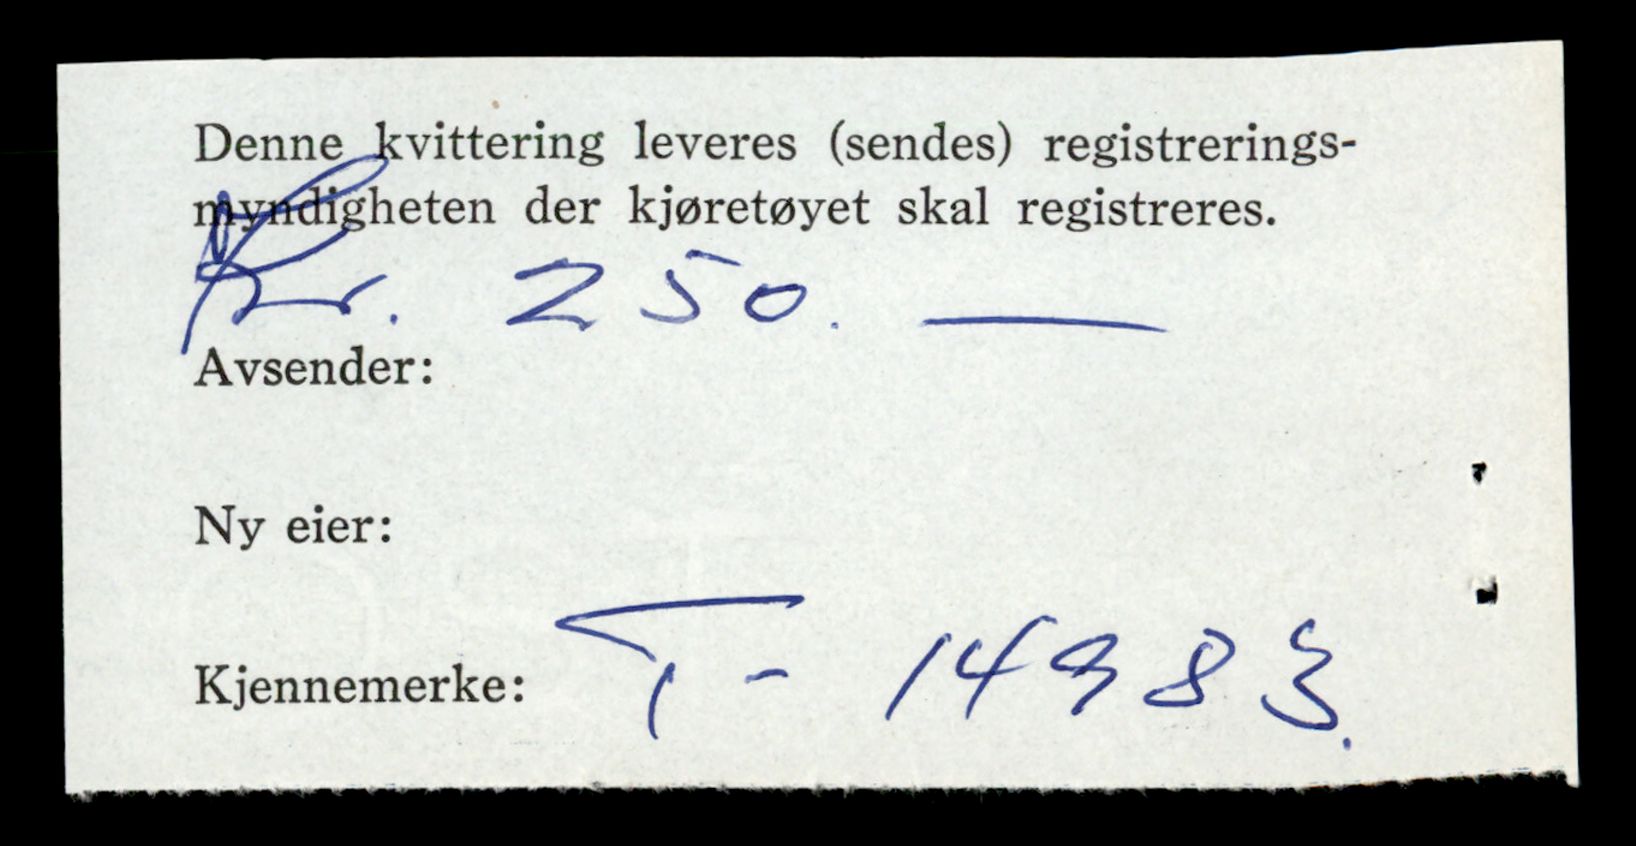 Denne kvittering leveres (sendes) registrerings-
myndigheten der kjøretøyet skal registreres.
Kr. 250. —
Avsender:
Ny eier:
Kjennemerke: T - 14983.